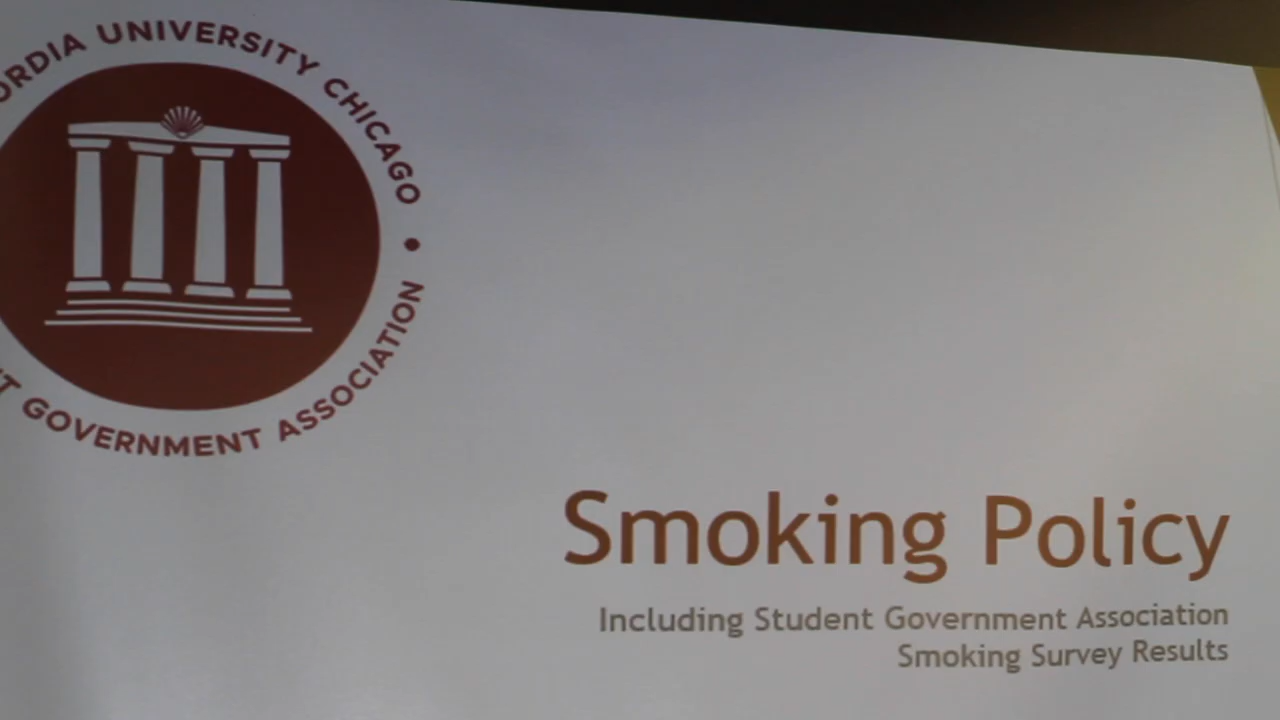 ORDIA UNIVERSITY CHICAGO •
T GOVERNMENT ASSOCIATION
Smoking Policy
Including Student Government Association
Smoking Survey Results